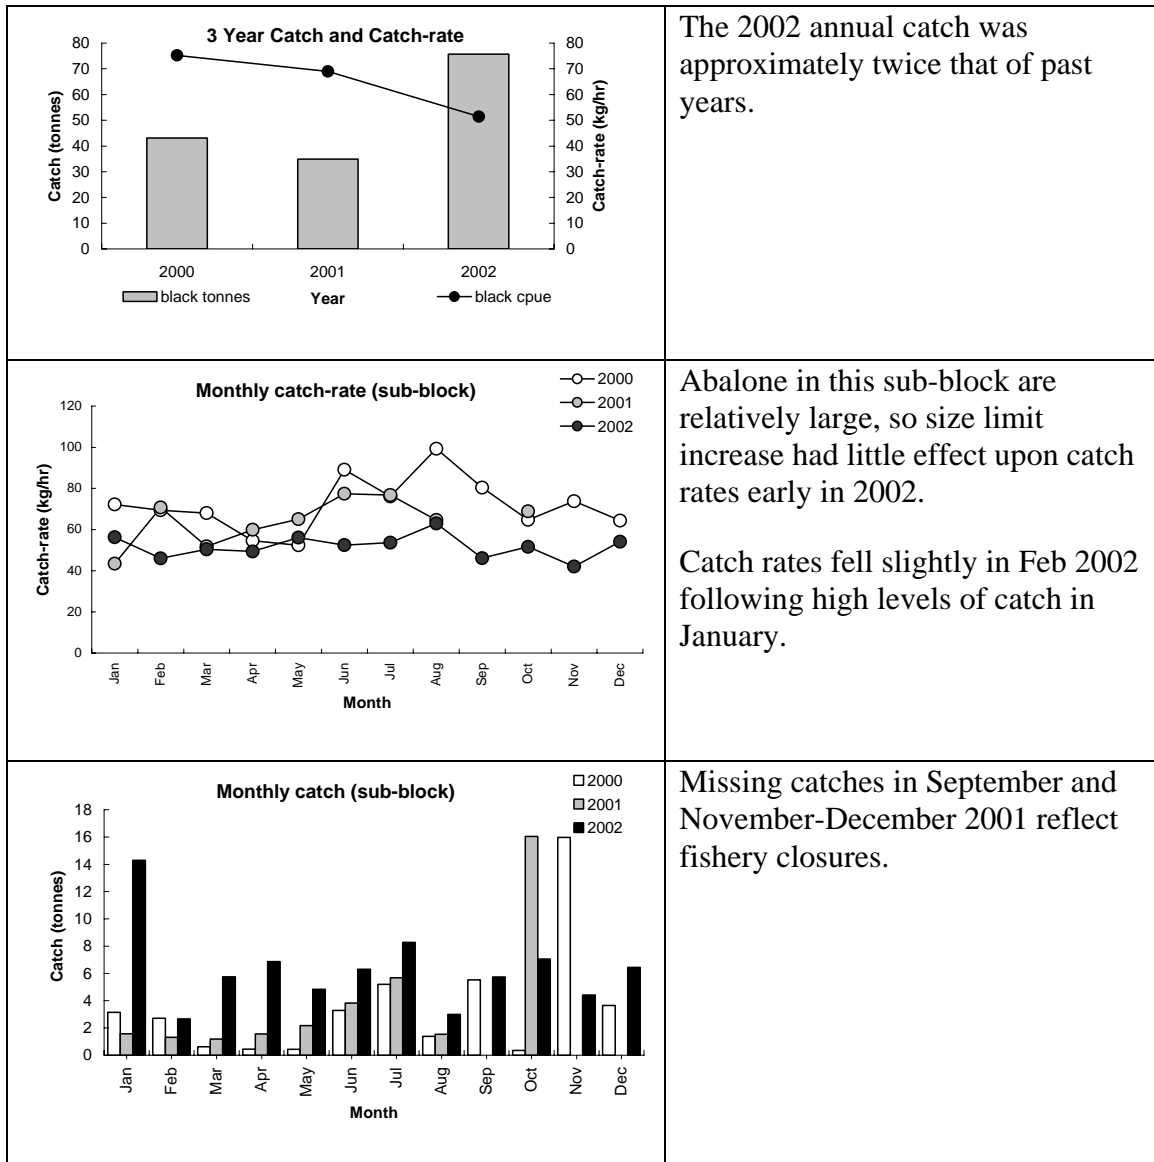 3 Year Catch and Catch-rate
80 80
70 70
60 60
50 50
40 40
30 30
20 20
10 10
0 0
Catch (tonnes)
Catch-rate (kg/hr)
2000 2001 2002
black tonnes Year black cpue
The 2002 annual catch was
approximately twice that of past
years.
Monthly catch-rate (sub-block)
2000
2001
2002
120
100
80
60
40
20
0
Catch-rate (kg/hr)
Jan Feb Mar Apr May Jun Jul Aug Sep Oct Nov Dec
Month
Abalone in this sub-block are
relatively large, so size limit
increase had little effect upon catch
rates early in 2002.
Catch rates fell slightly in Feb 2002
following high levels of catch in
January.
Monthly catch (sub-block)
2000
2001
2002
18
16
14
12
10
8
6
4
2
0
Catch (tonnes)
Jan Feb Mar Apr May Jun Jul Aug Sep Oct Nov Dec
Month
Missing catches in September and
November-December 2001 reflect
fishery closures.